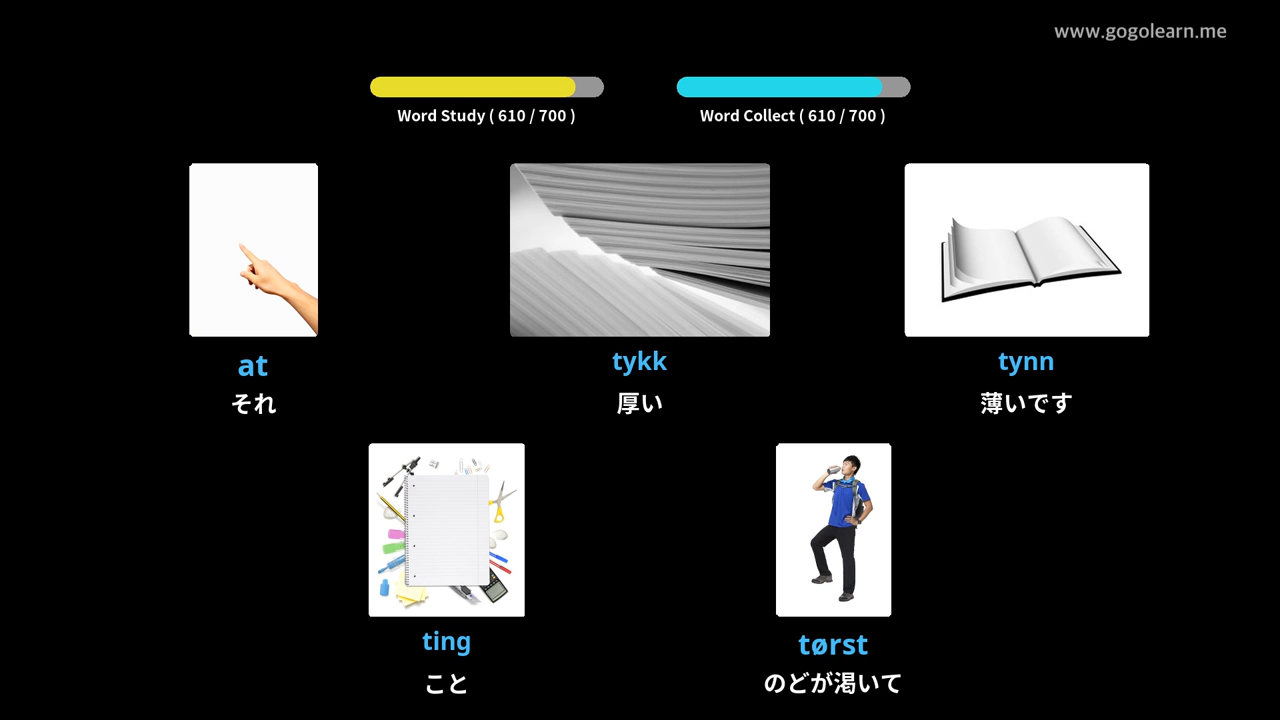 www.gogolearn.me
Word Study ( 610 / 700 )
Word Collect ( 610 / 700 )
at
それ
tykk
厚い
tynn
薄いです
ting
こと
tørst
のどが渇いて